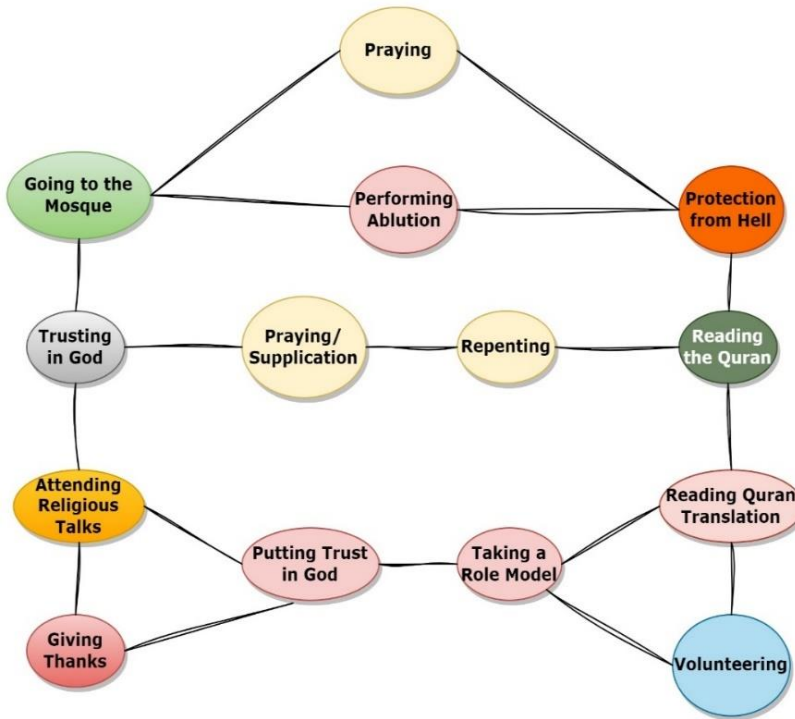 Praying
Going to the
Mosque
Performing
Ablution
Protection
from Hell
Trusting
in God
Praying/
Supplication
Repenting
Reading
the Quran
Attending
Religious
Talks
Putting Trust
in God
Taking a
Role Model
Reading Quran
Translation
Giving
Thanks
Volunteering